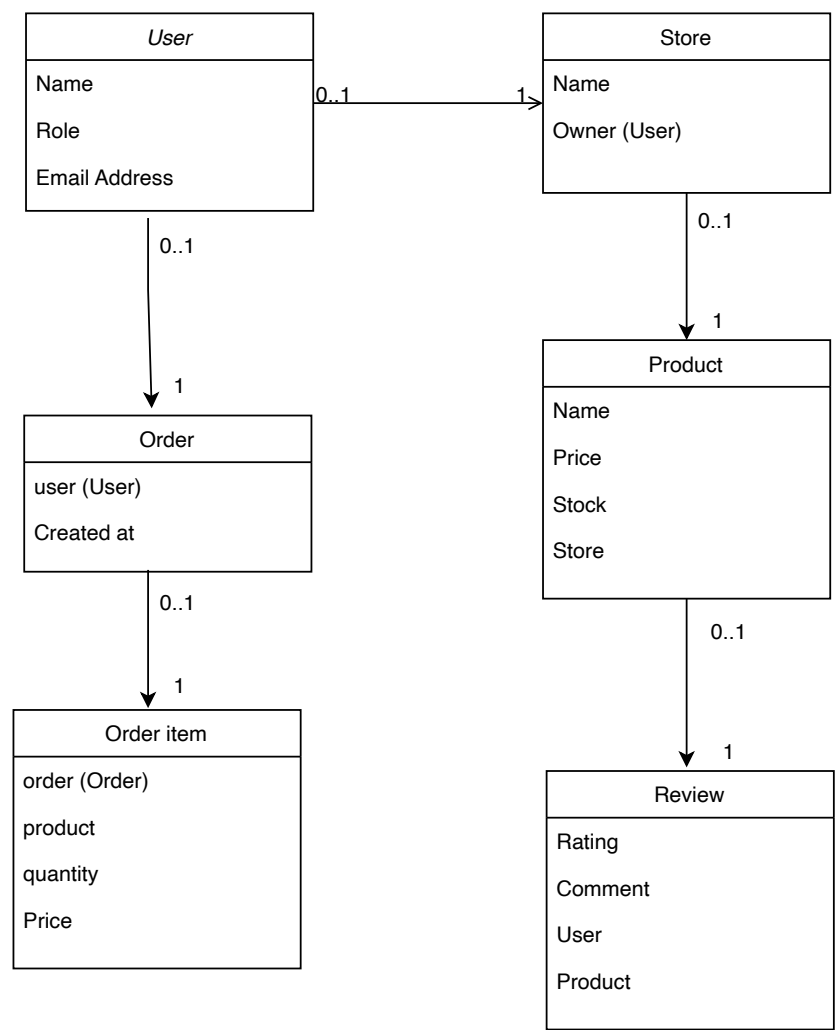 User
Name
Role
Email Address
0..1
1
Store
Name
Owner (User)
0..1
1
Order
user (User)
Created at
0..1
1
Order item
order (Order)
product
quantity
Price
0..1
1
Product
Name
Price
Stock
Store
0..1
1
Review
Rating
Comment
User
Product